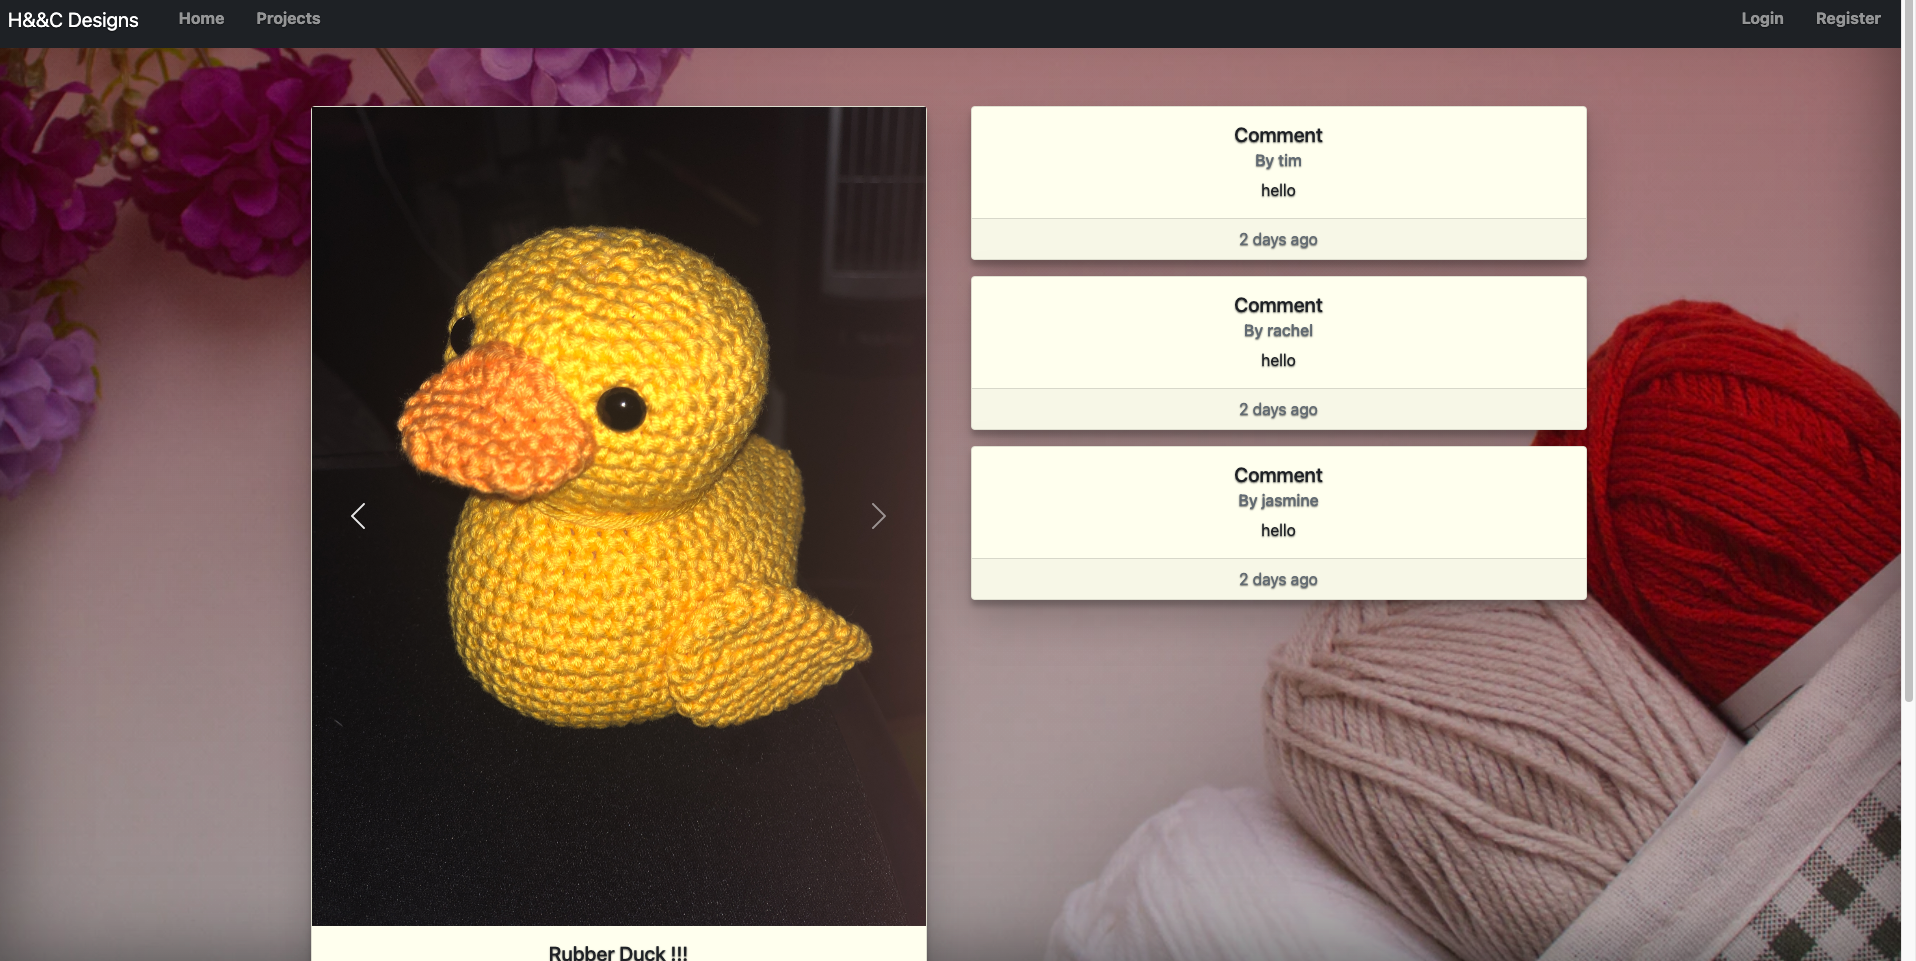 H&&C Designs Home Projects Login Register
Comment
By tim
hello
2 days ago
Comment
By rachel
hello
2 days ago
Comment
By jasmine
hello
2 days ago
Rubber Duck !!!